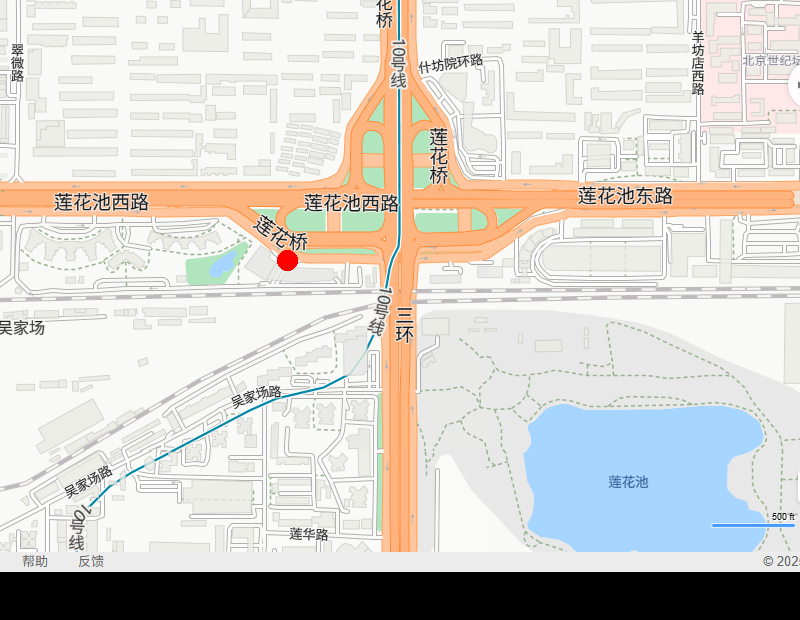 花桥
翠微路
10号线
什坊院环路
羊坊店西路
北京世纪坛
莲花桥
莲花池西路
莲花池西路
莲花池东路
莲花桥
10号线
三环
吴家场
吴家场路
吴家场路
10号线
莲花池
莲华路
500 ft
帮助
反馈
© 202